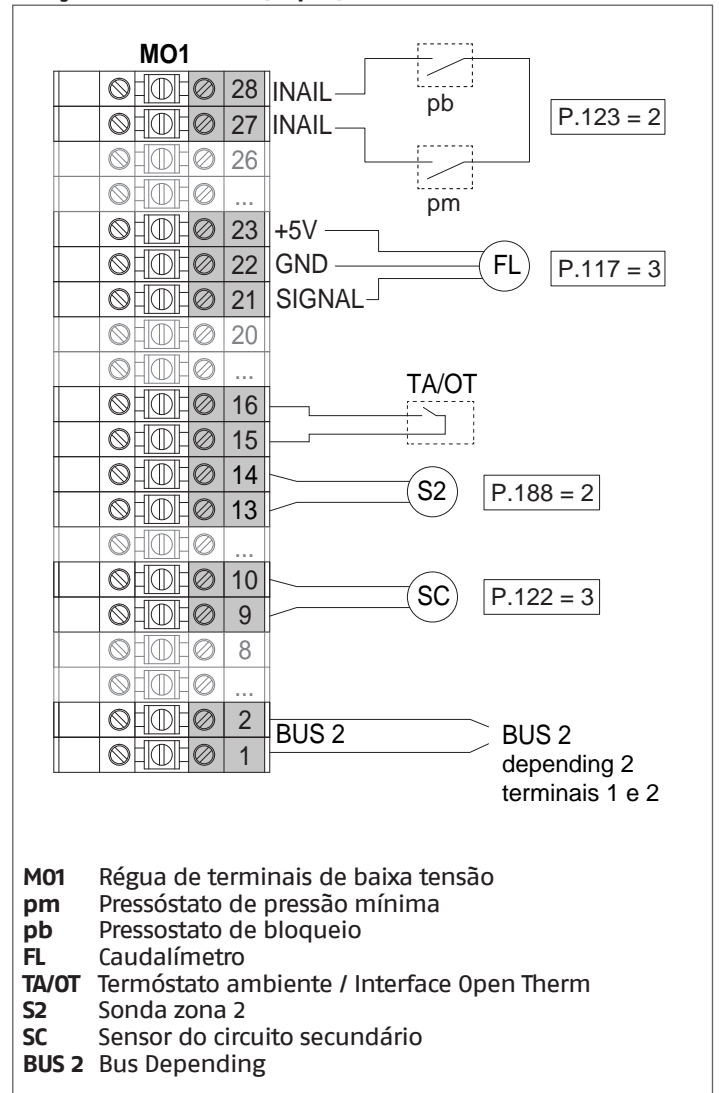 MO1
28 INAIL
27 INAIL
26
...
23 +5V
22 GND
21 SIGNAL
20
...
16
15
14
13
...
10
9
8
...
2
1
BUS 2
pb
pm
P.123 = 2
FL
P.117 = 3
TA/OT
S2
P.188 = 2
SC
P.122 = 3
BUS 2
depending 2
terminais 1 e 2
M01 Régua de terminais de baixa tensão
pm Pressóstato de pressão mínima
pb Pressostato de bloqueio
FL Caudalímetro
TA/OT Termóstato ambiente / Interface Open Therm
S2 Sonda zona 2
SC Sensor do circuito secundário
BUS 2 Bus Depending